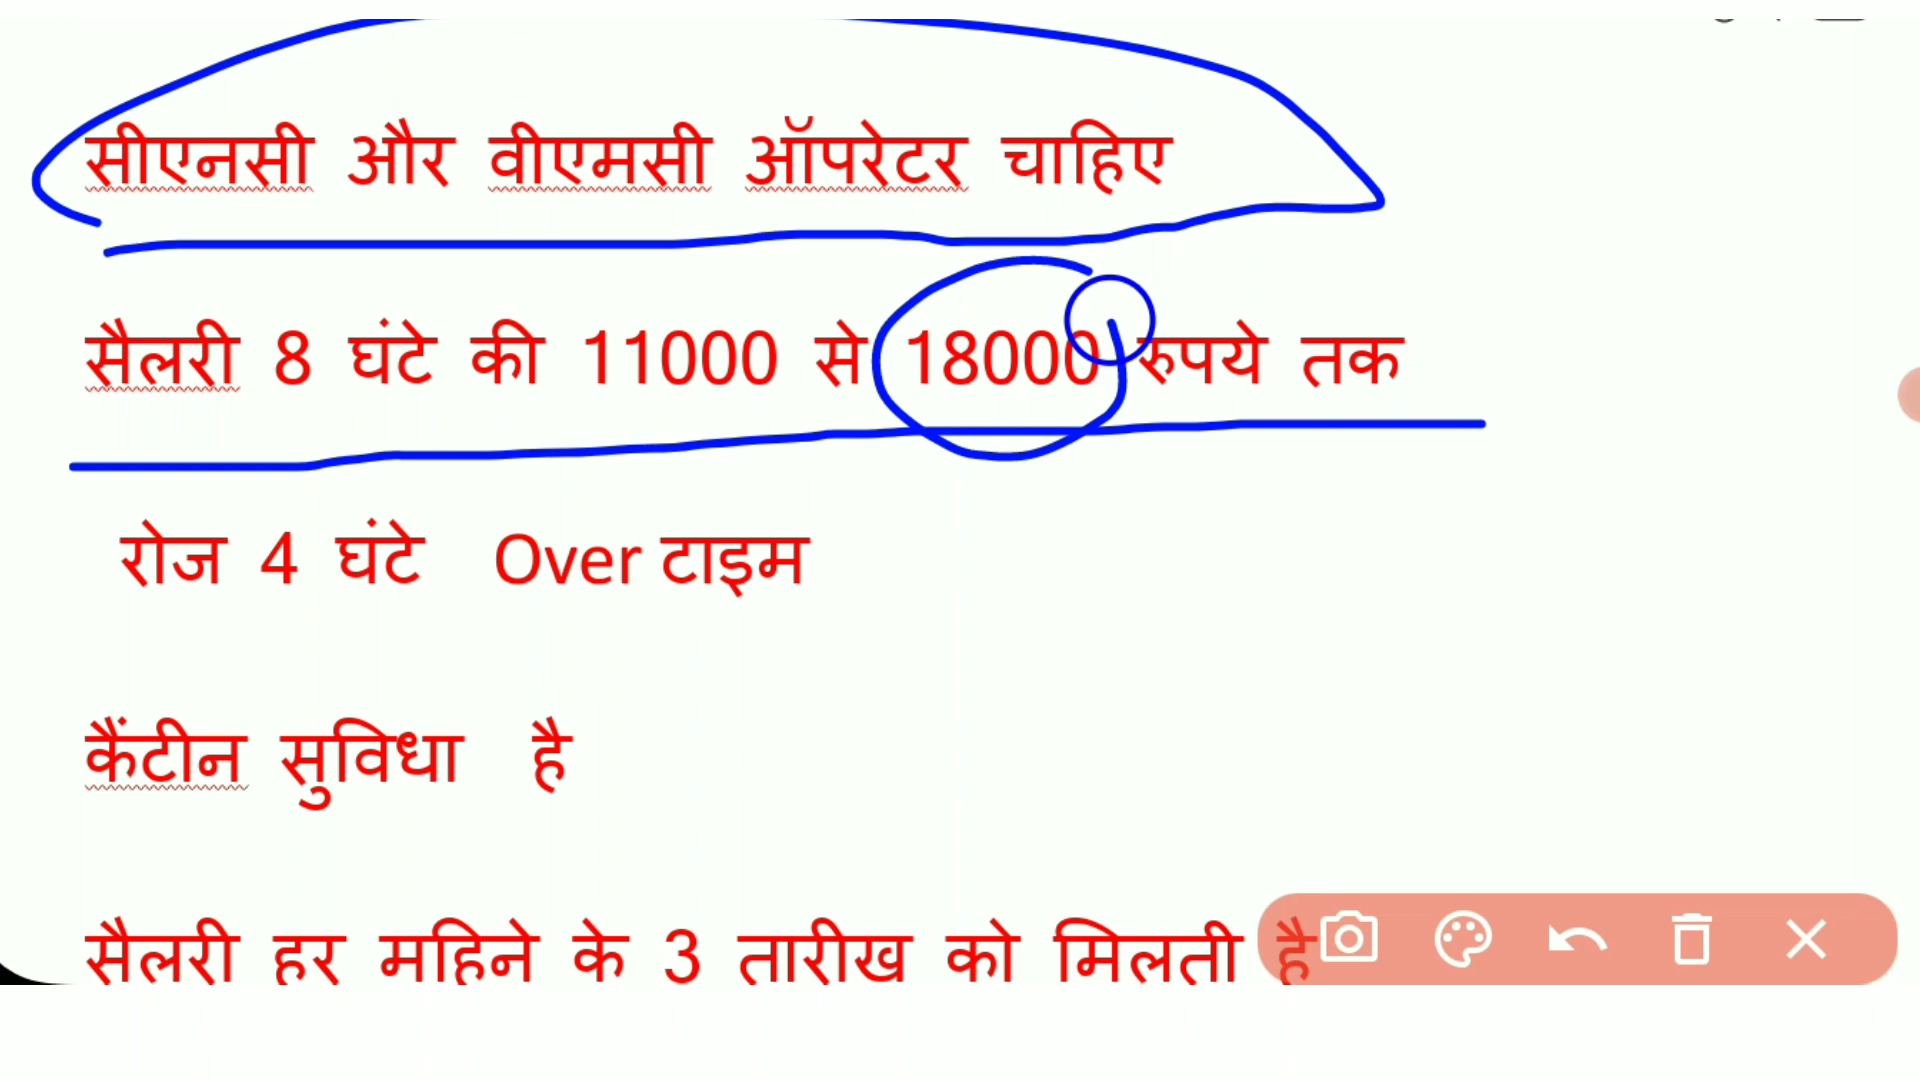 सीएनसी और वीएमसी ऑपरेटर चाहिए
सैलरी 8 घंटे की 11000 से 18000 रुपये तक
रोज 4 घंटे Over टाइम
कैंटीन सुविधा है
सैलरी हर महिने के 3 तारीख को मिलती है